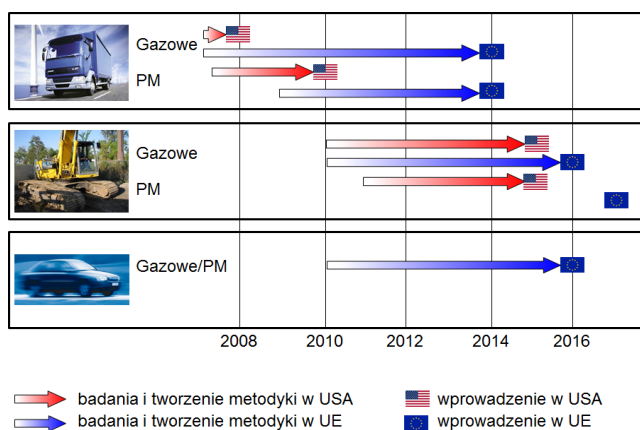 Gazowe
PM
Gazowe
PM
Gazowe/PM
2008 2010 2012 2014 2016
badania i tworzenie metodyki w USA wprowadzenie w USA
badania i tworzenie metodyki w UE wprowadzenie w UE